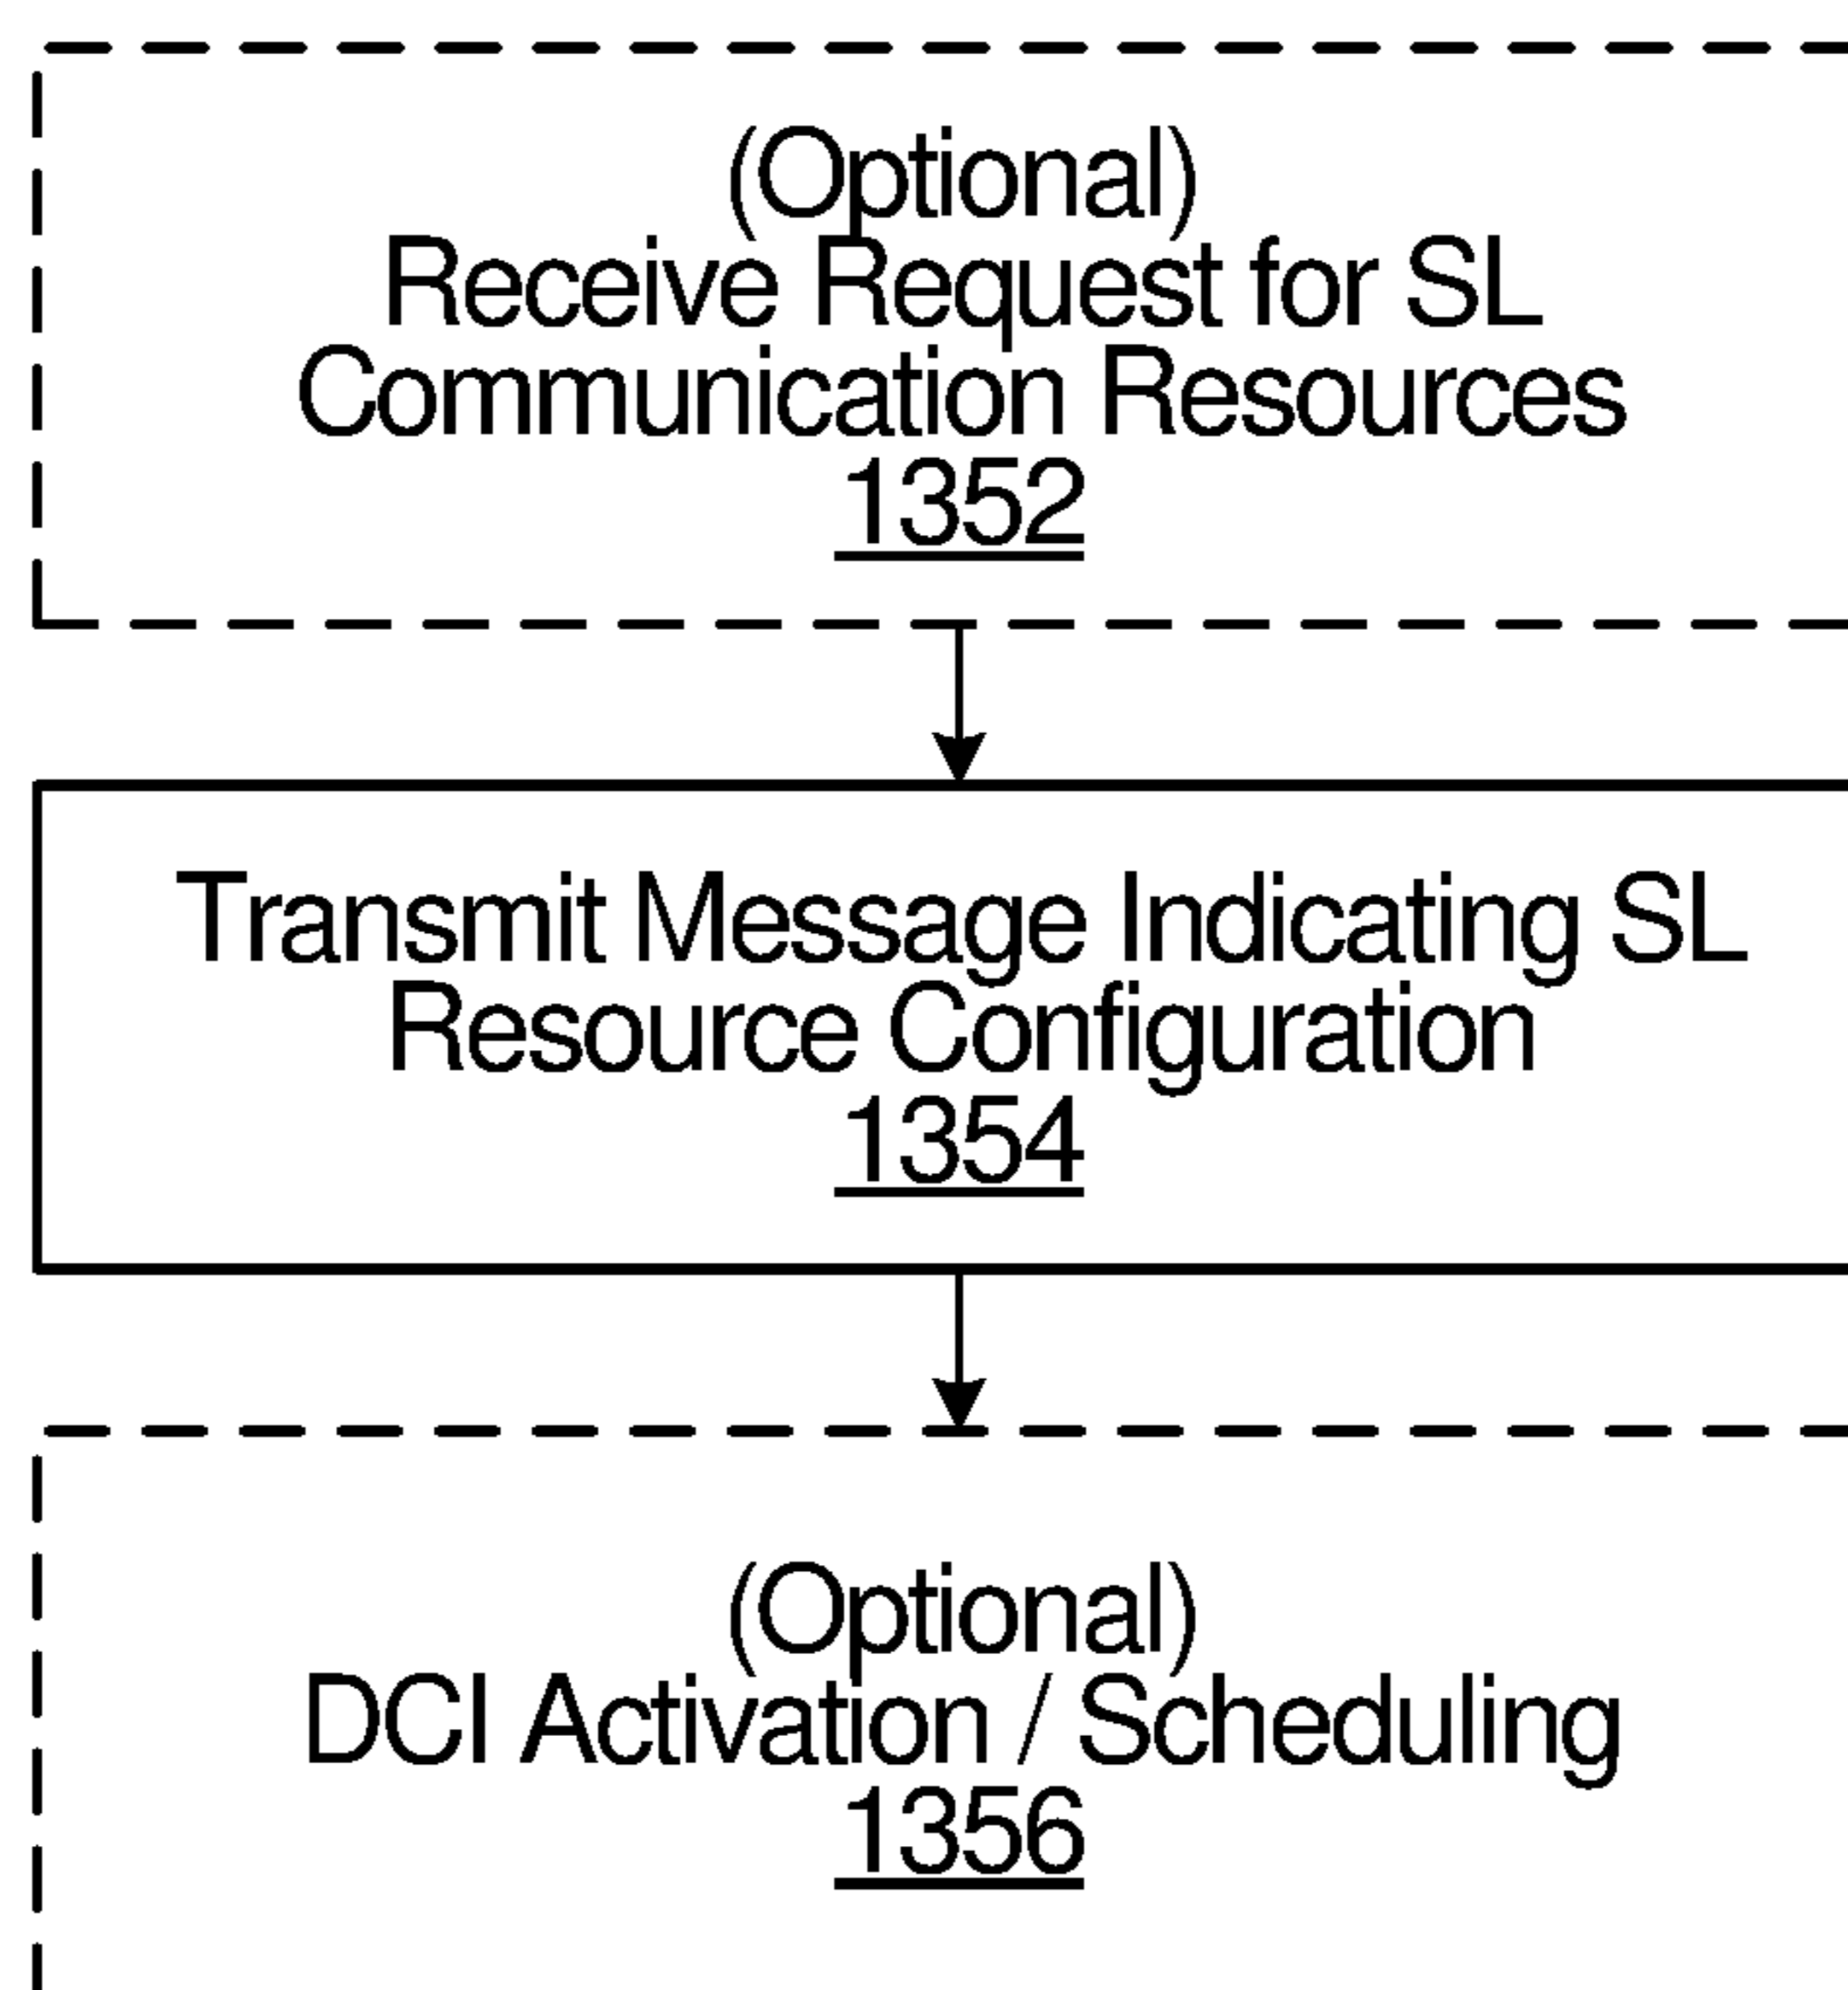 (Optional)
Receive Request for SL
Communication Resources
1352
Transmit Message Indicating SL
Resource Configuration
1354
(Optional)
DCI Activation / Scheduling
1356